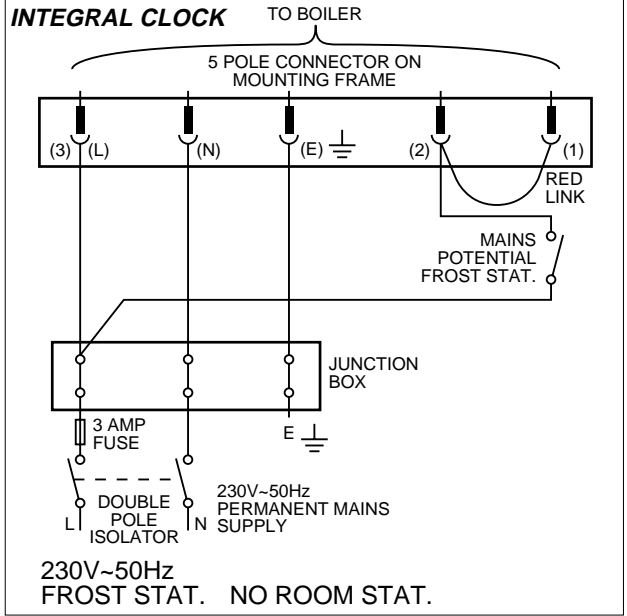 INTEGRAL CLOCK
TO BOILER
5 POLE CONNECTOR ON
MOUNTING FRAME
(3) (L) (N) (E) (2) (1)
RED
LINK
MAINS
POTENTIAL
FROST STAT.
JUNCTION
BOX
3 AMP
FUSE
E
230V~50Hz
PERMANENT MAINS
SUPPLY
DOUBLE
POLE
ISOLATOR
L N
230V~50Hz
FROST STAT. NO ROOM STAT.